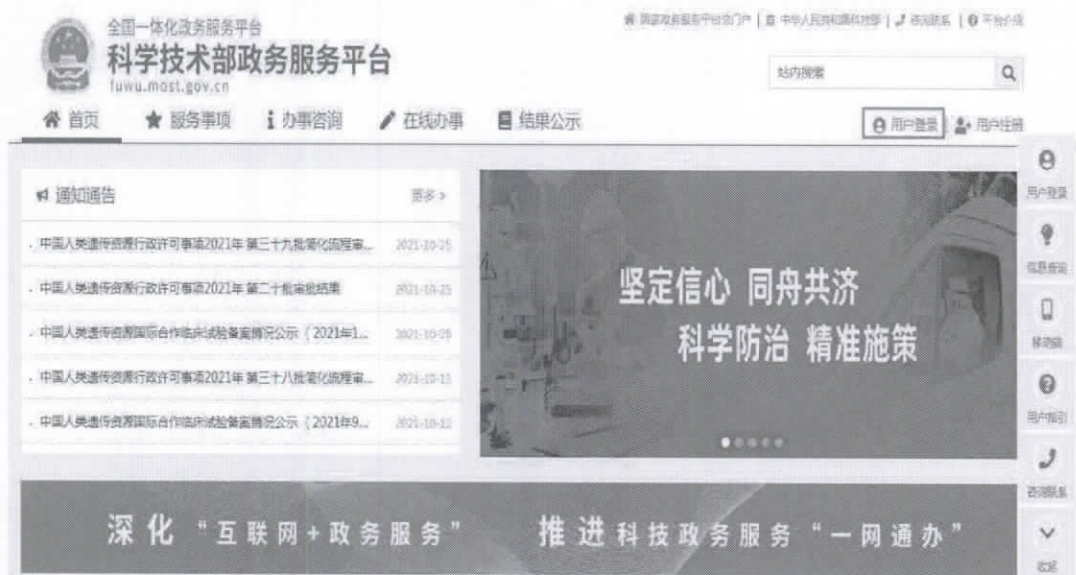 全国一体化政务服务平台
科学技术部政务服务平台
fuwu.most.gov.cn
国家政务服务平台总门户 | 中华人民共和国科技部 | 咨询联系 | 平台介绍
站内搜索
首页 服务事项 办事咨询 在线办事 结果公示
用户登录 用户注册
通知通告 更多 >
· 中国人类遗传资源行政许可事项2021年 第三十九批简化流程审... 2021-10-25
· 中国人类遗传资源行政许可事项2021年 第二十批审批结果 2021-10-25
· 中国人类遗传资源国际合作临床试验备案情况公示（2021年1... 2021-10-25
· 中国人类遗传资源行政许可事项2021年 第三十八批简化流程审... 2021-10-13
· 中国人类遗传资源国际合作临床试验备案情况公示（2021年9... 2021-10-12
坚定信心 同舟共济
科学防治 精准施策
深化 “互联网+政务服务” 推进科技政务服务“一网通办”
用户登录
信息查询
移动端
用户指引
咨询联系
收起